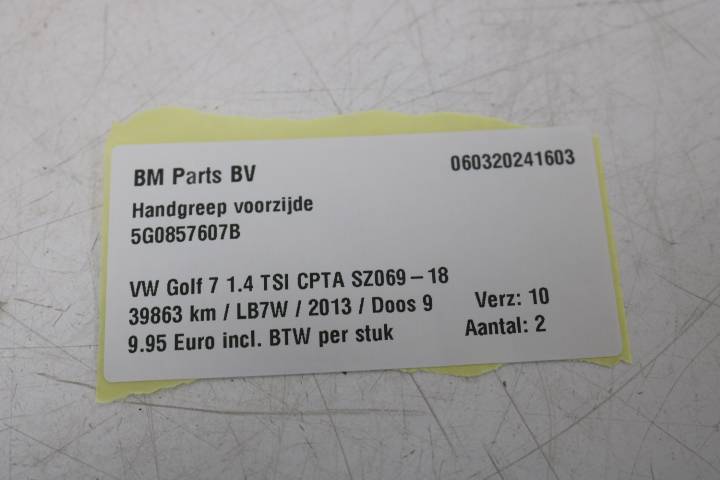 BM Parts BV
060320241603
Handgreep voorzijde
5G0857607B
VW Golf 7 1.4 TSI CPTA SZ069-18
39863 km / LB7W / 2013 / Doos 9
Verz: 10
9.95 Euro incl. BTW per stuk
Aantal: 2